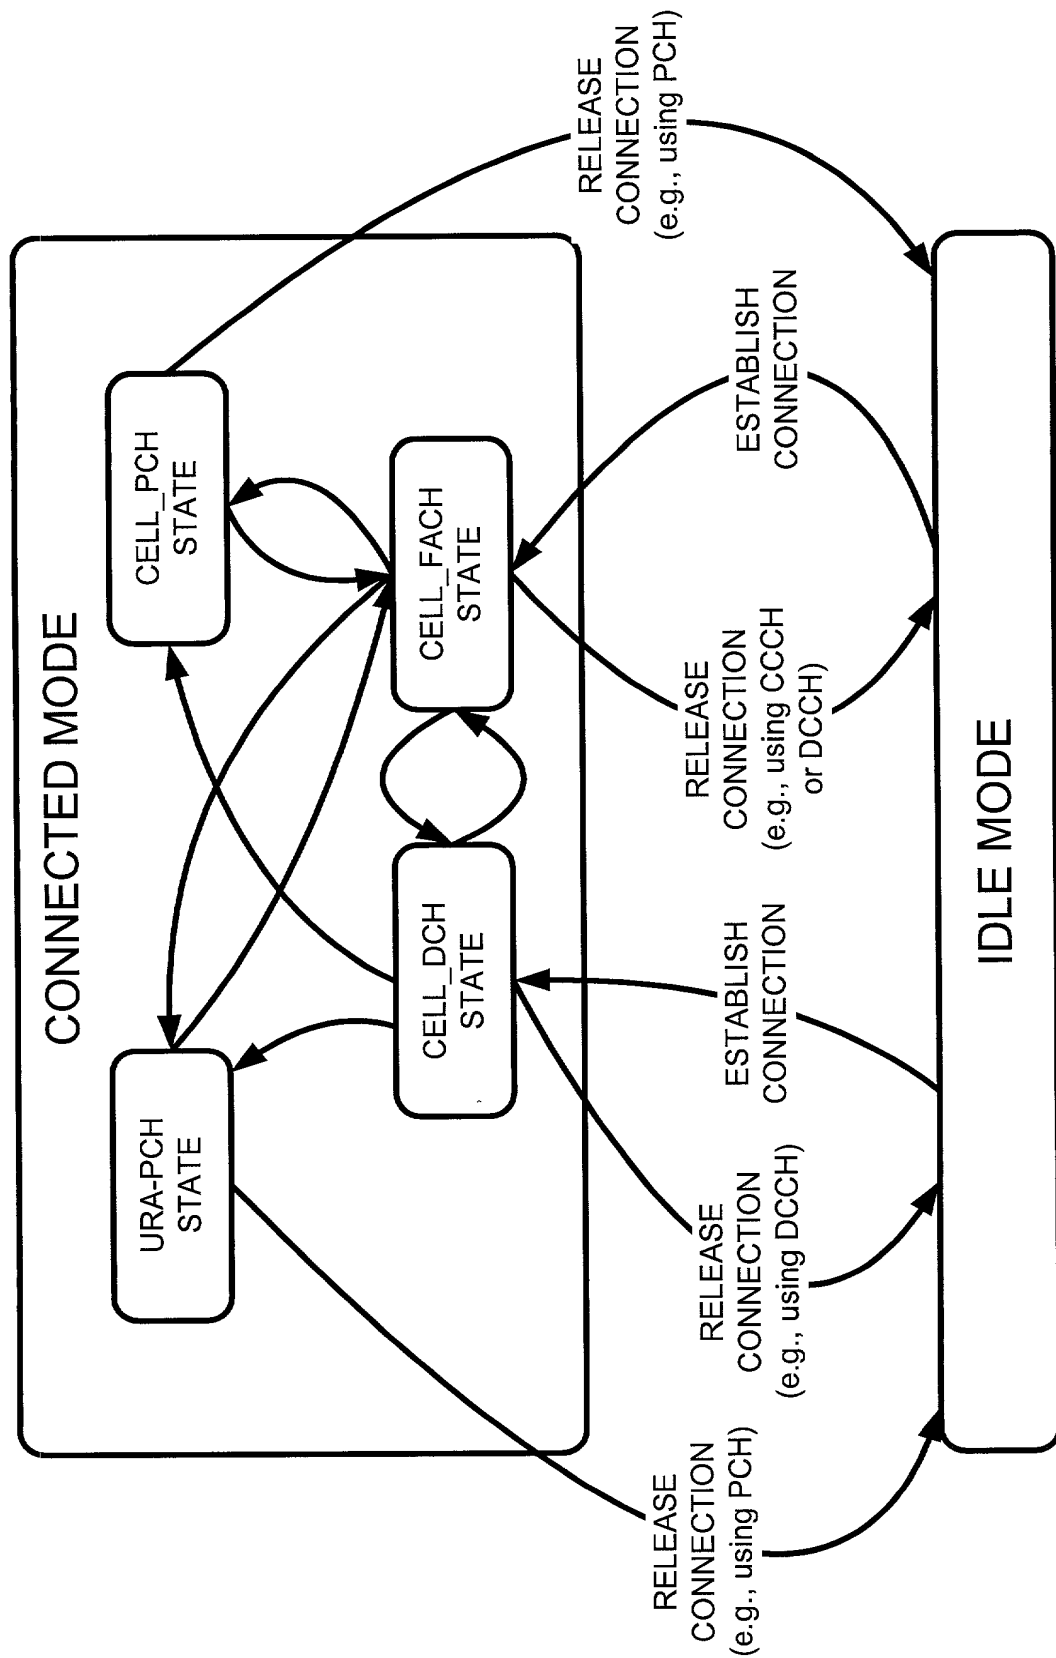 CONNECTED MODE
URA-PCH
STATE
CELL_PCH
STATE
CELL_DCH
STATE
CELL_FACH
STATE
RELEASE
CONNECTION
(e.g., using PCH)
RELEASE
CONNECTION
(e.g., using DCCH)
ESTABLISH
CONNECTION
RELEASE
CONNECTION
(e.g., using CCCH
or DCCH)
ESTABLISH
CONNECTION
RELEASE
CONNECTION
(e.g., using PCH)
IDLE MODE